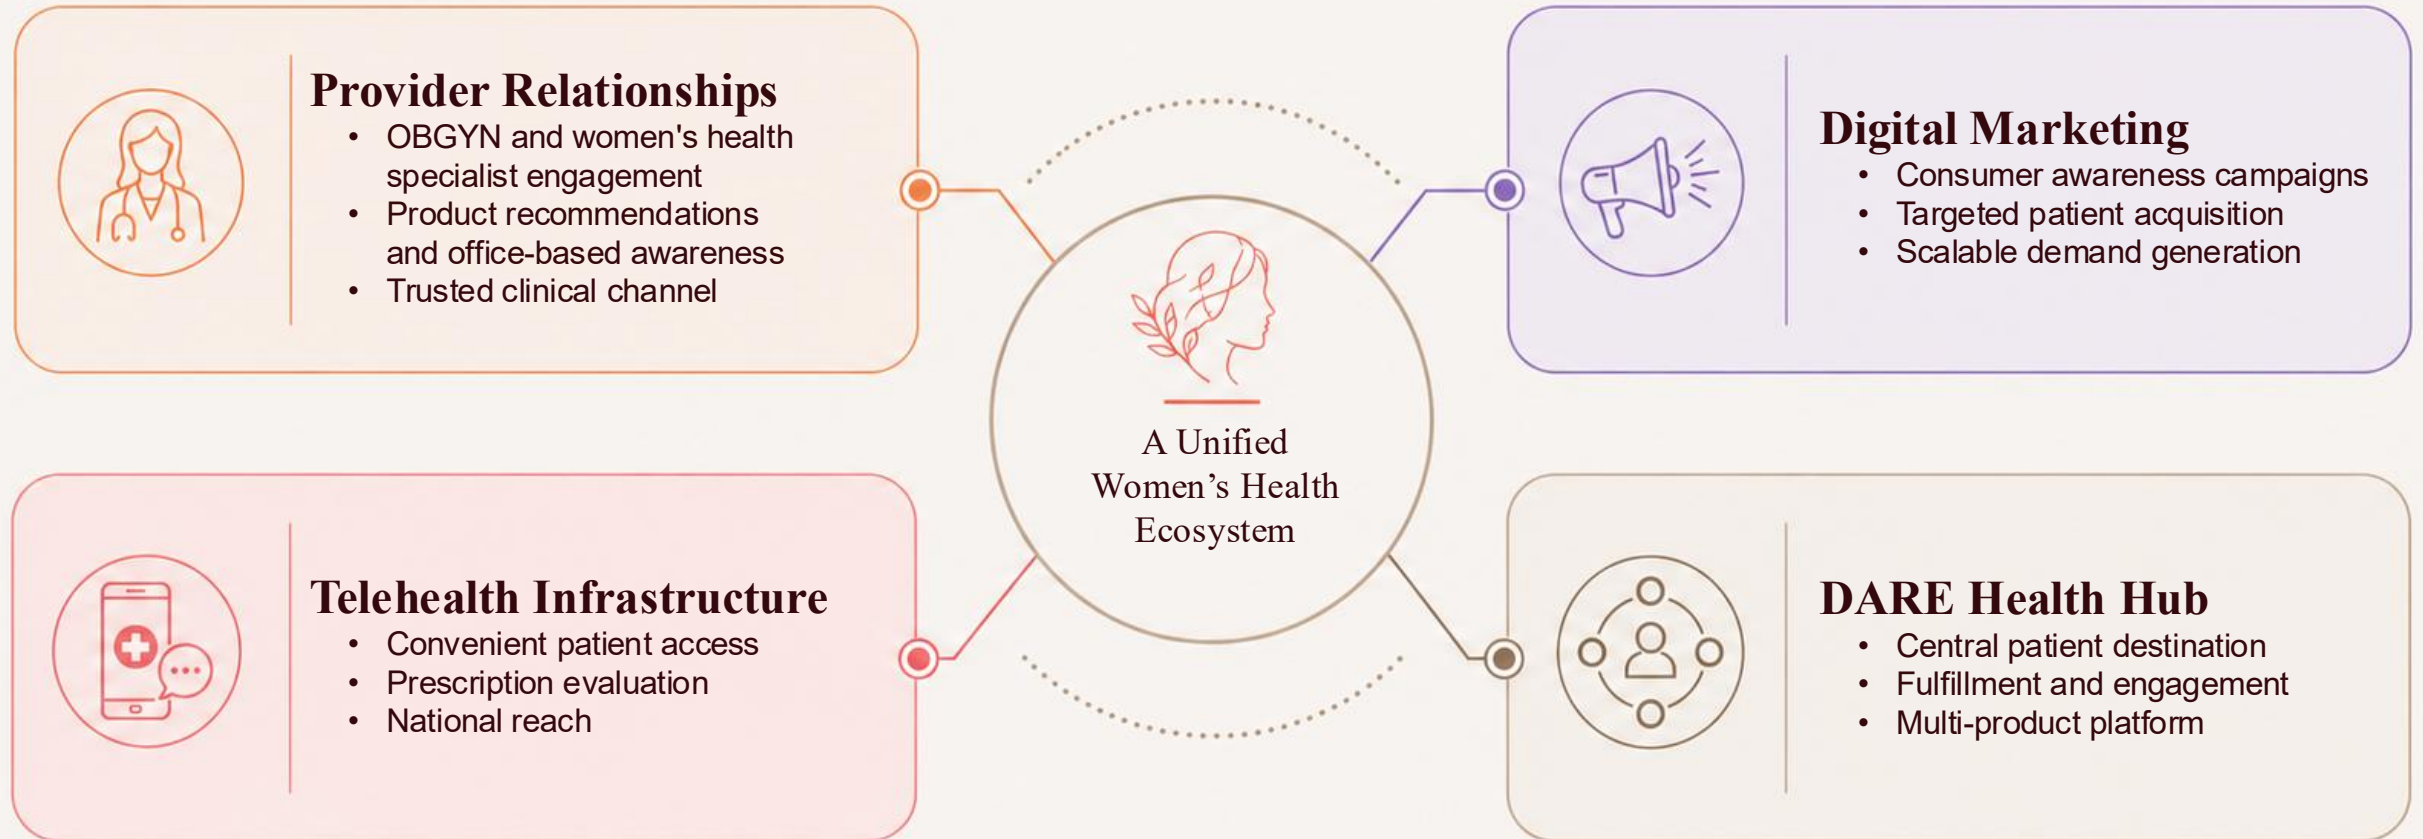 Provider Relationships
• OBGYN and women's health
specialist engagement
• Product recommendations
and office-based awareness
• Trusted clinical channel
Digital Marketing
• Consumer awareness campaigns
• Targeted patient acquisition
• Scalable demand generation
A Unified
Women’s Health
Ecosystem
Telehealth Infrastructure
• Convenient patient access
• Prescription evaluation
• National reach
DARE Health Hub
• Central patient destination
• Fulfillment and engagement
• Multi-product platform